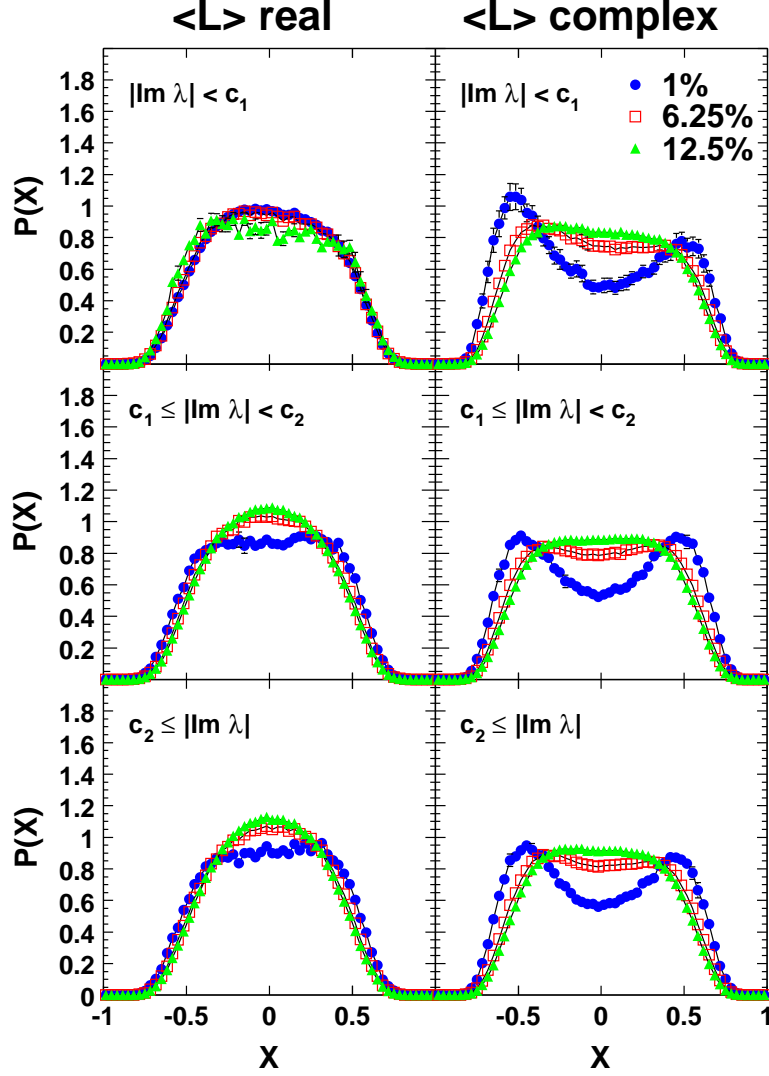 <L> real <L> complex
|Im λ| < c1
|Im λ| < c1
1%
6.25%
12.5%
P(X)
1.8
1.6
1.4
1.2
1
0.8
0.6
0.4
0.2
c1 ≤ |Im λ| < c2
c1 ≤ |Im λ| < c2
P(X)
1.8
1.6
1.4
1.2
1
0.8
0.6
0.4
0.2
c2 ≤ |Im λ|
c2 ≤ |Im λ|
P(X)
1.8
1.6
1.4
1.2
1
0.8
0.6
0.4
0.2
0
-1 -0.5 0 0.5 -0.5 0 0.5 1
X X